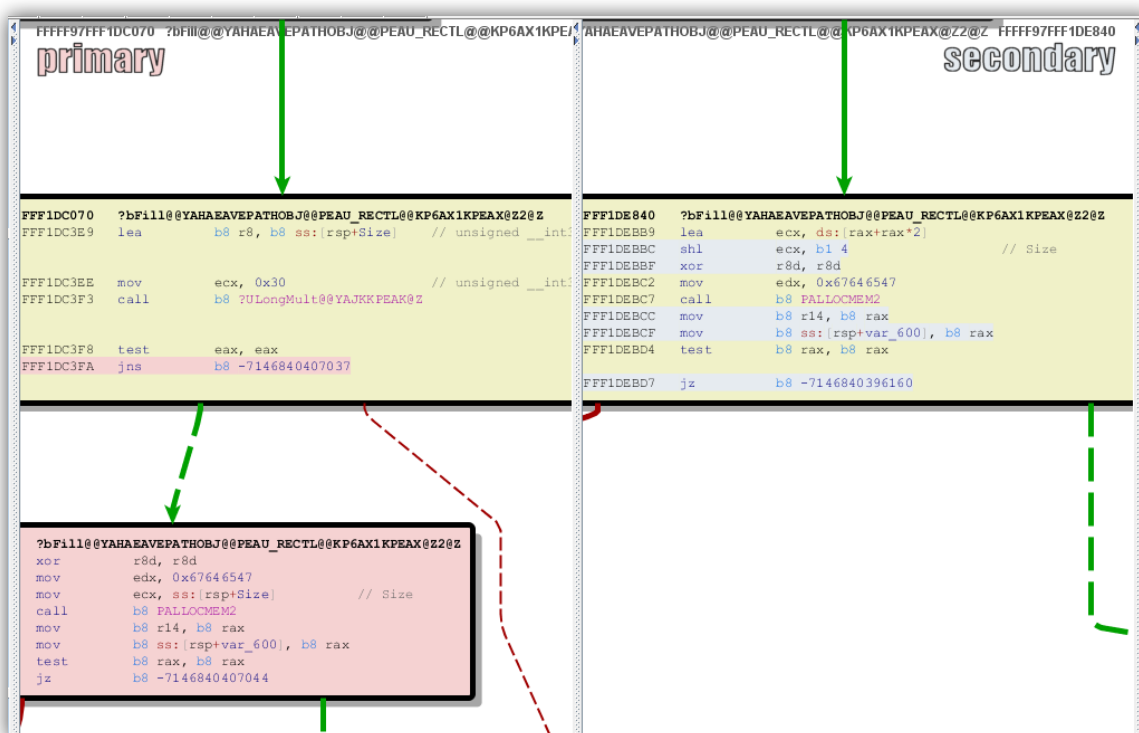 FFFFF97FFF1DC070 ?bFill@@YAHAEAVEPATHOBJ@@PEAU_RECTL@@KP6AX1KPE
primary
FFF1DC070 ?bFill@@YAHAEAVEPATHOBJ@@PEAU_RECTL@@KP6AX1KPEAX@Z2@Z
FFF1DC3E9 lea b8 r8, b8 ss:[rsp+Size] // unsigned __int3
FFF1DC3EE mov ecx, 0x30 // unsigned __int3
FFF1DC3F3 call b8 ?ULongMult@@YAJKKPEAK@Z
FFF1DC3F8 test eax, eax
FFF1DC3FA jns b8 -7146840407037
?bFill@@YAHAEAVEPATHOBJ@@PEAU_RECTL@@KP6AX1KPEAX@Z2@Z
xor r8d, r8d
mov edx, 0x67646547
mov ecx, ss:[rsp+Size] // Size
call b8 PALLOCMEM2
mov b8 r14, b8 rax
mov b8 ss:[rsp+var_600], b8 rax
test b8 rax, b8 rax
jz b8 -7146840407044
YAHAEAVEPATHOBJ@@PEAU_RECTL@@KP6AX1KPEAX@Z2@Z FFFFF97FFF1DE840
secondary
FFF1DE840 ?bFill@@YAHAEAVEPATHOBJ@@PEAU_RECTL@@KP6AX1KPEAX@Z2@Z
FFF1DEBB9 lea ecx, ds:[rax+rax*2]
FFF1DEBBC shl ecx, b1 4 // Size
FFF1DEBBF xor r8d, r8d
FFF1DEBC2 mov edx, 0x67646547
FFF1DEBC7 call b8 PALLOCMEM2
FFF1DEBCC mov b8 r14, b8 rax
FFF1DEBCF mov b8 ss:[rsp+var_600], b8 rax
FFF1DEBD4 test b8 rax, b8 rax
FFF1DEBD7 jz b8 -7146840396160